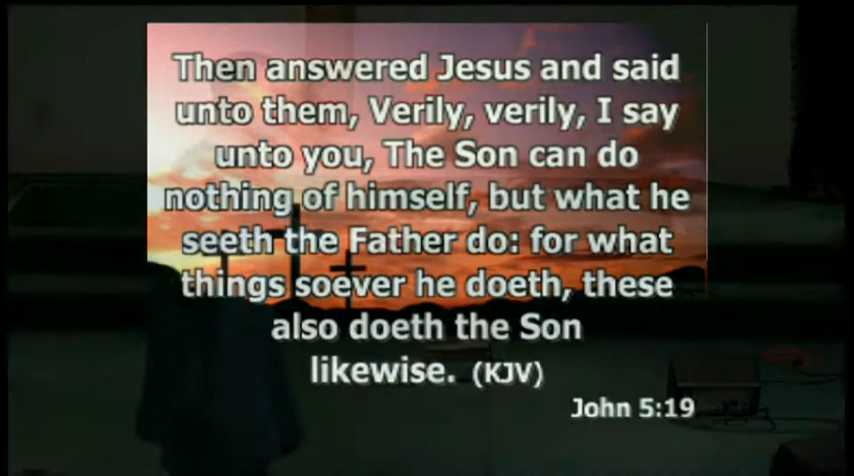 Then answered Jesus and said
unto them, Verily, verily, I say
unto you, The Son can do
nothing of himself, but what he
seeth the Father do: for what
things soever he doeth, these
also doeth the Son
likewise. (KJV)
John 5:19